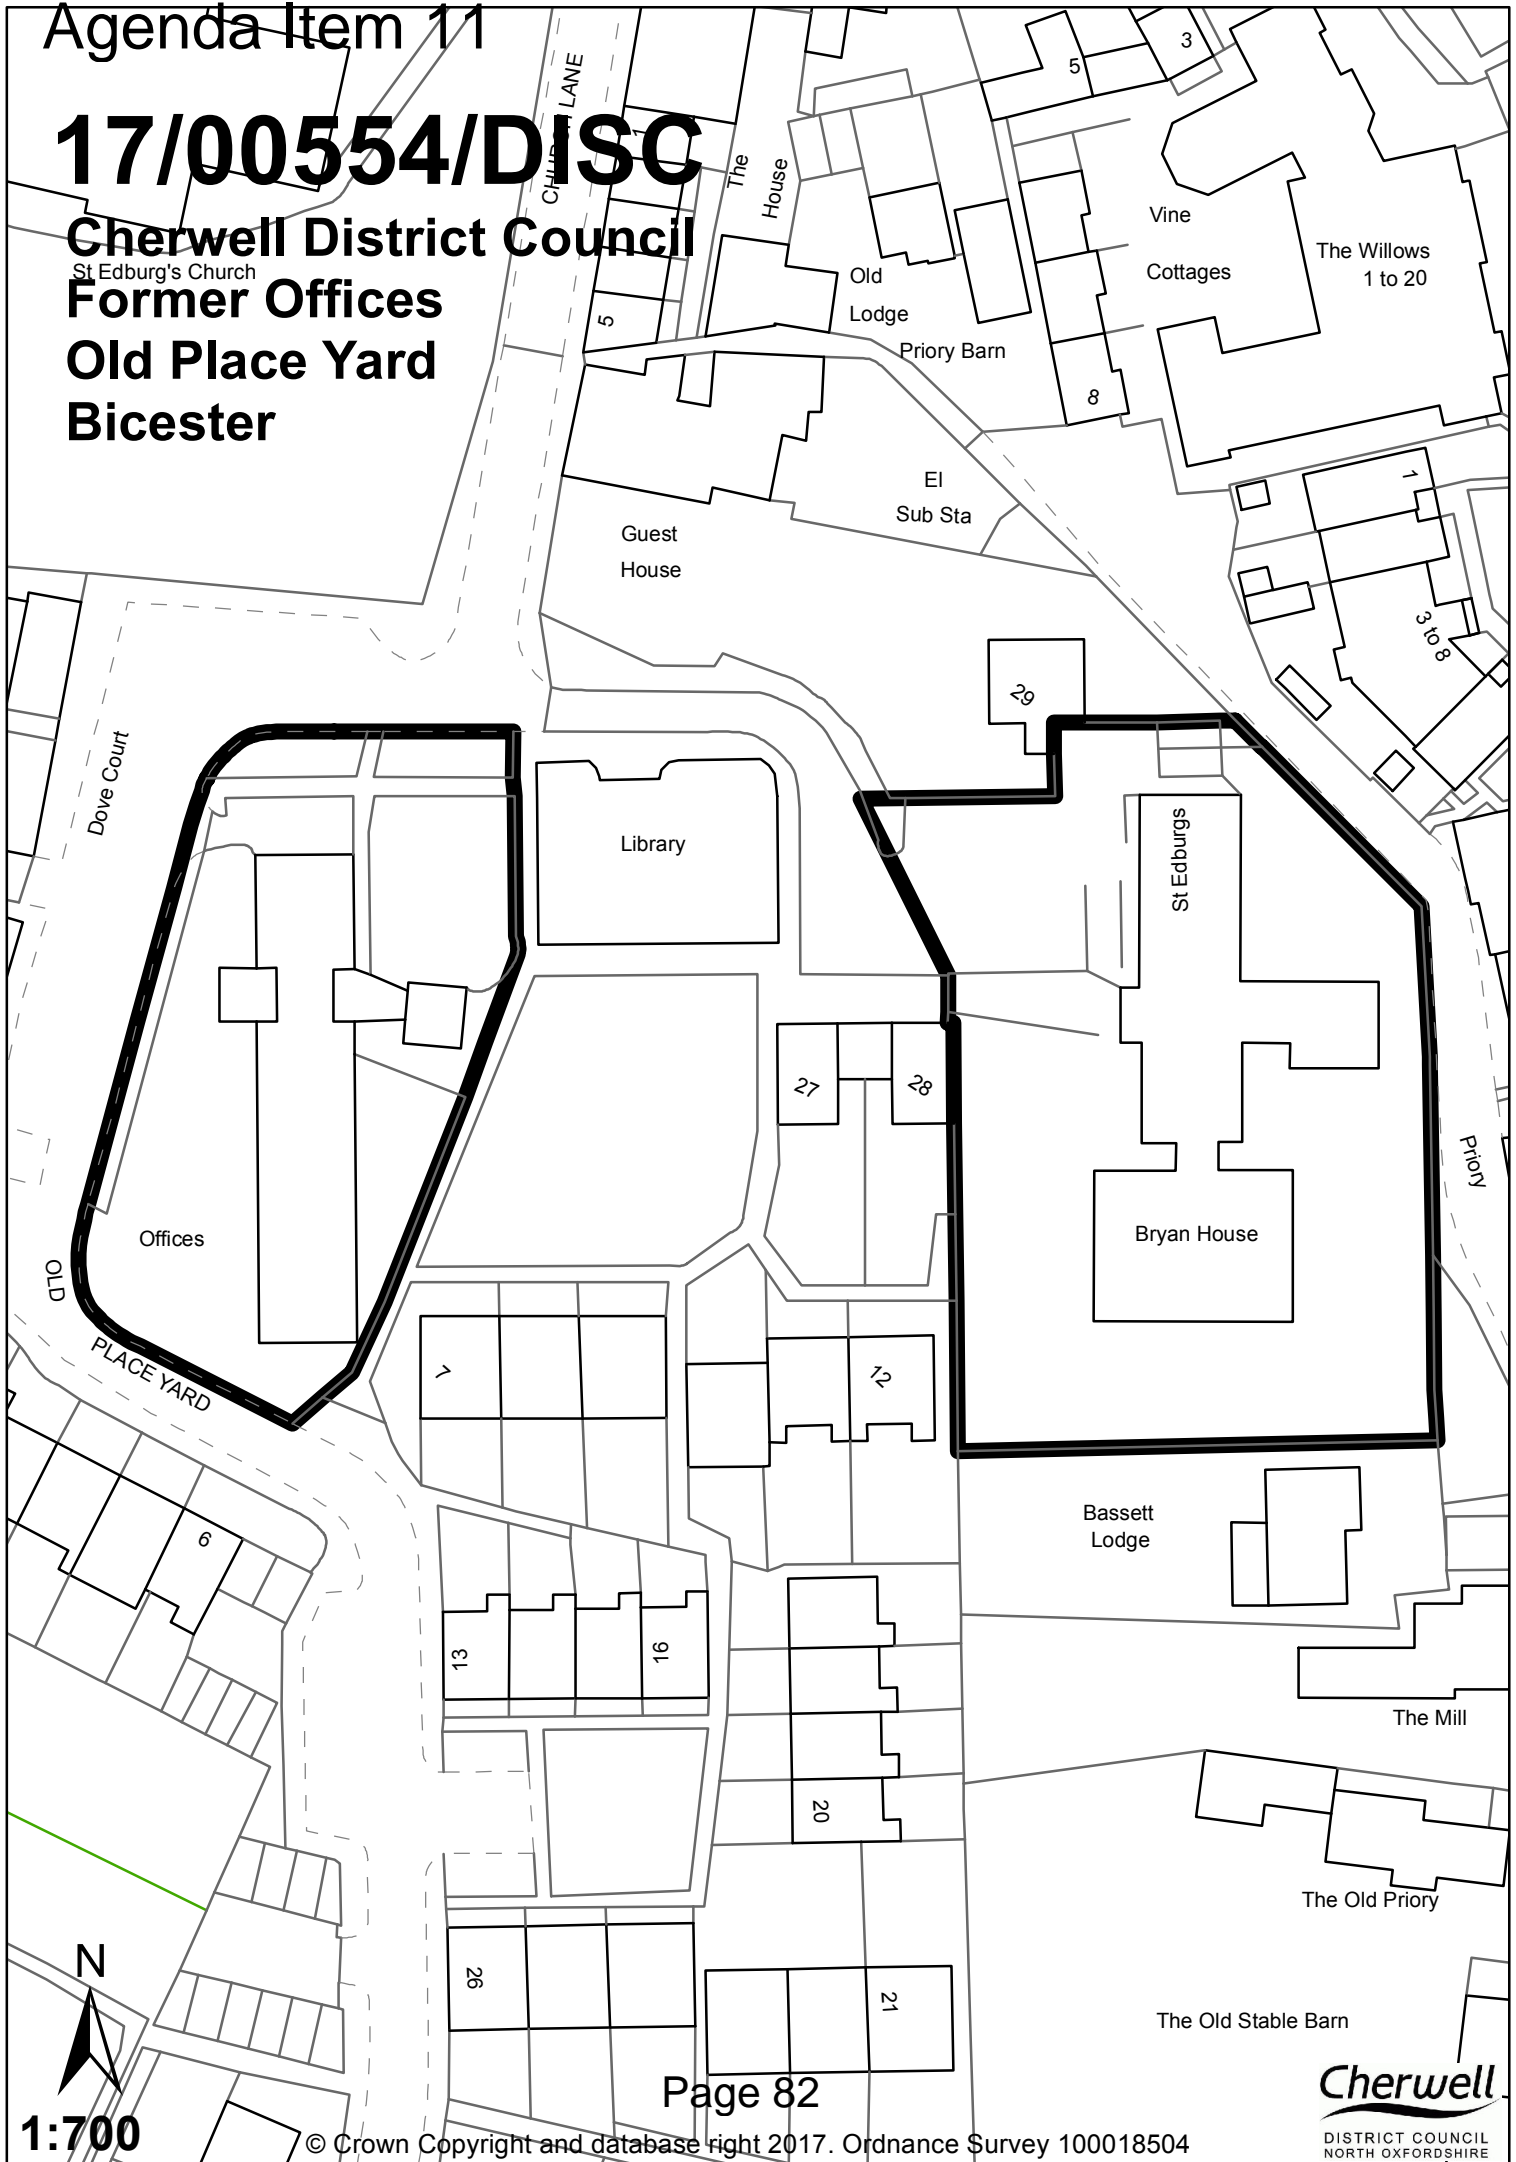 Agenda Item 11
17/00554/DISC
Cherwell District Council
Former Offices
Old Place Yard
Bicester
St Edburg's Church
CHURCH LANE
1
5
The
House
5
3
Vine
Cottages
The Willows
1 to 20
Old
Lodge
Priory Barn
8
El
Sub Sta
Guest
House
1
3 to 8
29
Dove Court
Library
St Edburgs
27
28
Priory
Bryan House
Offices
OLD
PLACE YARD
7
12
6
Bassett
Lodge
13
16
The Mill
20
The Old Priory
26
21
The Old Stable Barn
N
1:700
Page 82
© Crown Copyright and database right 2017. Ordnance Survey 100018504
Cherwell
DISTRICT COUNCIL
NORTH OXFORDSHIRE